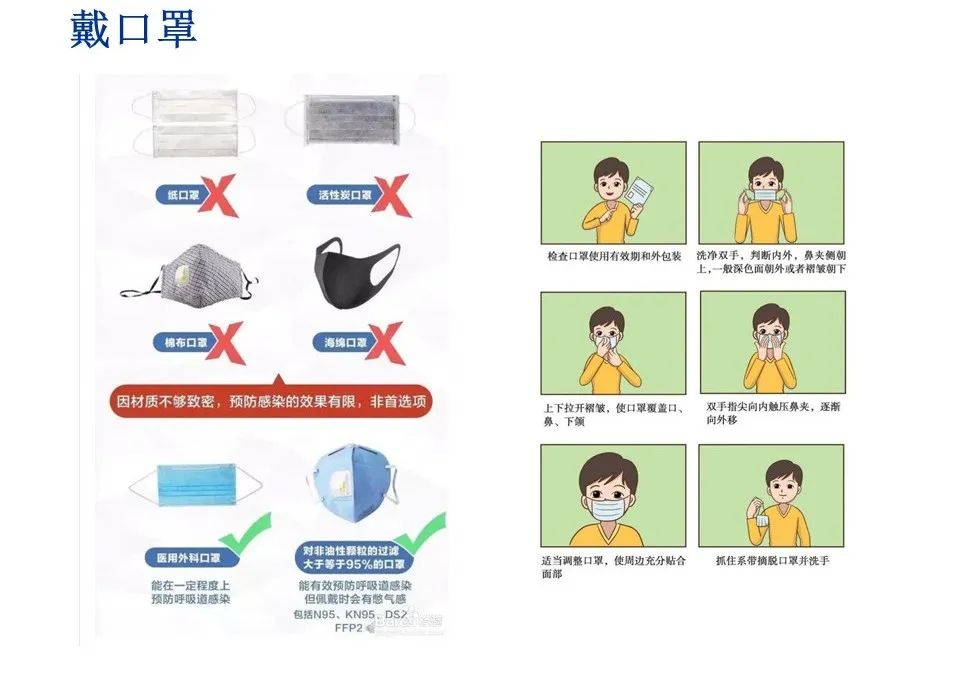 戴口罩
纸口罩
活性炭口罩
棉布口罩
海绵口罩
因材质不够致密，预防感染的效果有限，非首选项
医用外科口罩
能在一定程度上
预防呼吸道感染
对非油性颗粒的过滤
大于等于95%的口罩
能有效预防呼吸道感染
但佩戴时会有憋气感
包括N95、KN95、DS2、
FFP2
检查口罩使用有效期和外包装
洗净双手，判断内外，鼻夹侧朝
上，一般深色面朝外或者褶皱朝下
上下拉开褶皱，使口罩覆盖口、
鼻、下颌
双手指尖向内触压鼻夹，逐渐
向外移
适当调整口罩，使周边充分贴合
面部
抓住系带摘脱口罩并洗手